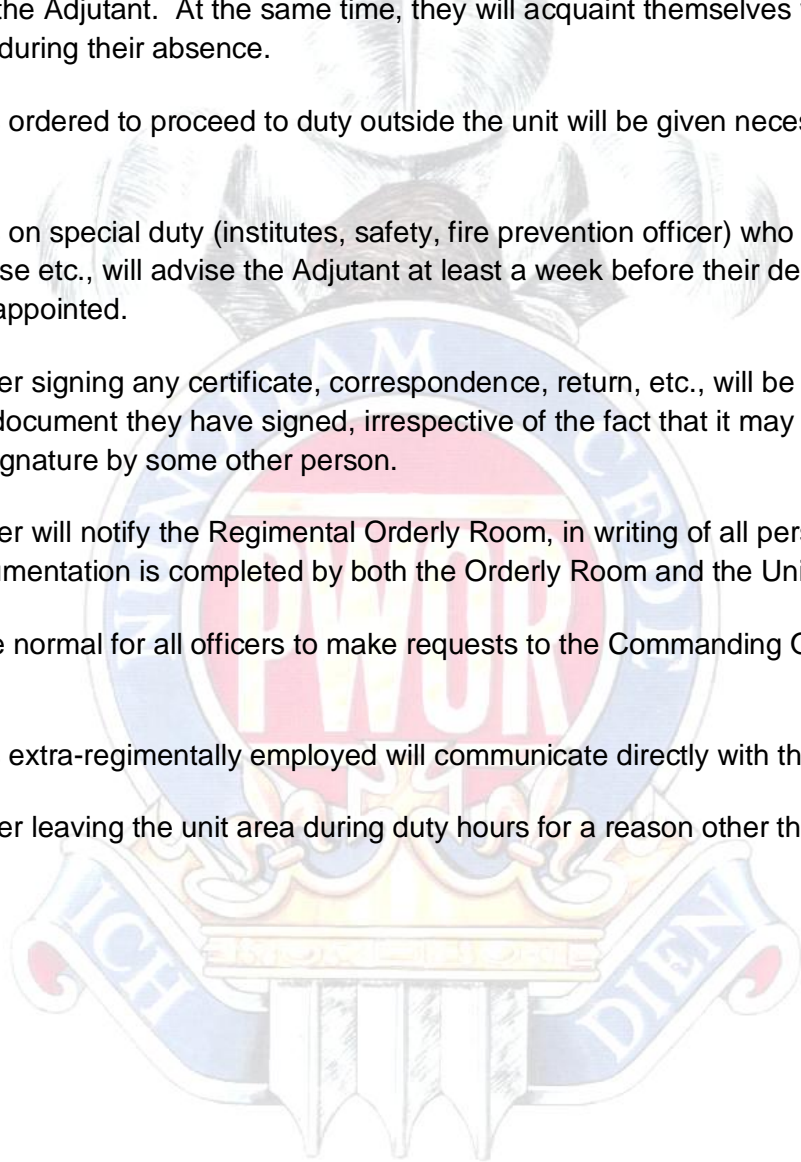 the Adjutant. At the same time, they will acquaint themselves
during their absence.
ordered to proceed to duty outside the unit will be given
on special duty (institutes, safety, fire prevention officer) who
se etc., will advise the Adjutant at least a week before their de
appointed.
er signing any certificate, correspondence, return, etc., will be
document they have signed, irrespective of the fact that it may
gnature by some other person.
er will notify the Regimental Orderly Room, in writing of all pers
umentation is completed by both the Orderly Room and the Uni
e normal for all officers to make requests to the Commanding
extra-regimentally employed will communicate directly with th
er leaving the unit area during duty hours for a reason other th
NUNQUAM CEDE
PWOR
ICH DIEN